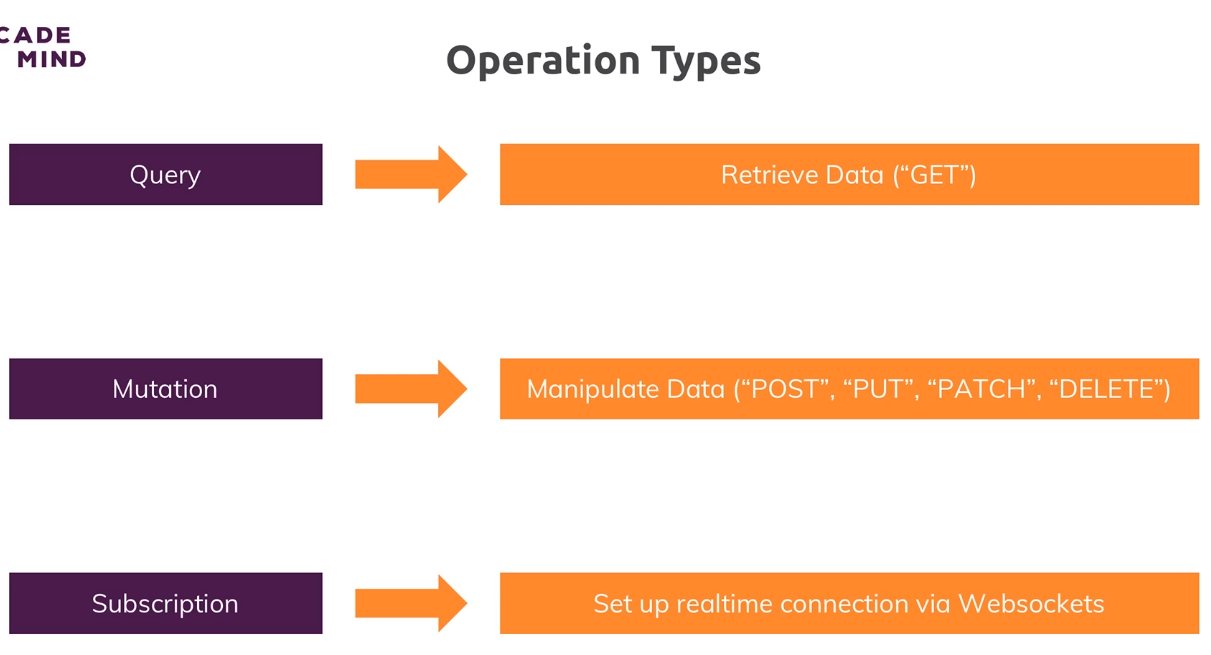 CADE
MIND
Operation Types
Query
Retrieve Data (“GET”)
Mutation
Manipulate Data (“POST”, “PUT”, “PATCH”, “DELETE”)
Subscription
Set up realtime connection via Websockets